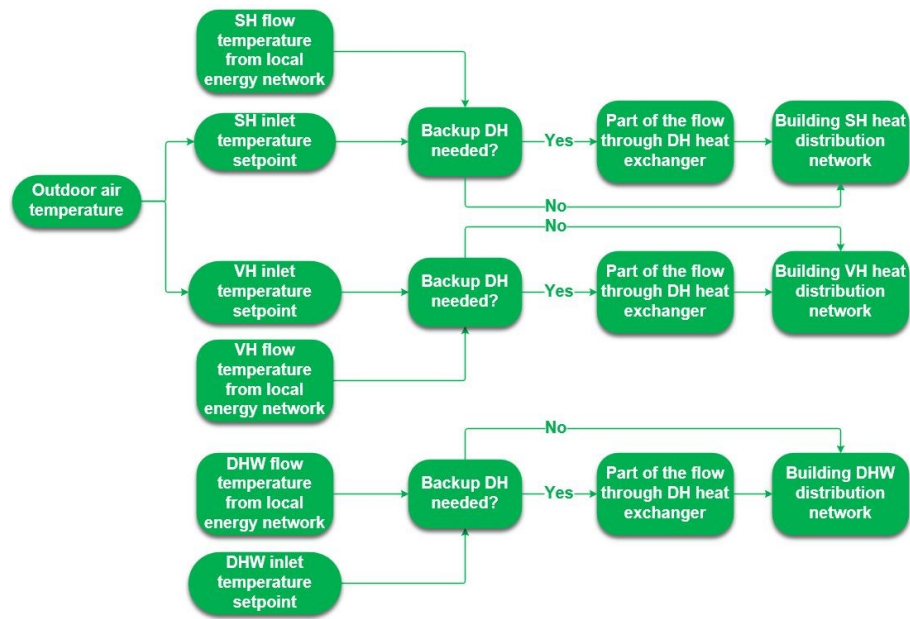 SH flow
temperature
from local
energy network
SH inlet
temperature
setpoint
Backup DH
needed?
Yes
Part of the flow
through DH heat
exchanger
Building SH heat
distribution
network
Outdoor air
temperature
No
No
VH inlet
temperature
setpoint
Backup DH
needed?
Yes
Part of the flow
through DH heat
exchanger
Building VH heat
distribution
network
VH flow
temperature
from local
energy network
No
DHW flow
temperature
from local
energy network
Backup DH
needed?
Yes
Part of the flow
through DH heat
exchanger
Building DHW
distribution
network
DHW inlet
temperature
setpoint